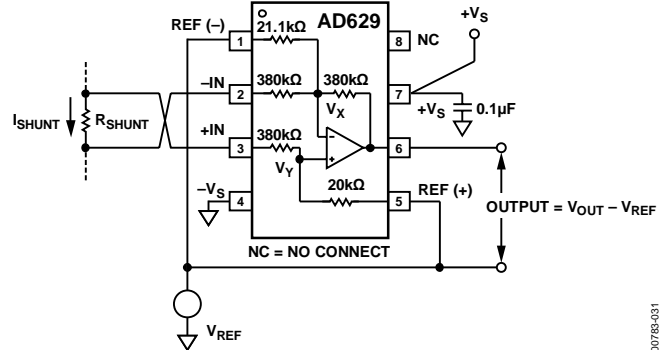 REF (–)
21.1kΩ
AD629
+VS
1
8
NC
–IN
380kΩ
380kΩ
2
7
ISHUNT
RSHUNT
VX
+VS
0.1µF
+IN
380kΩ
3
6
VY
–VS
20kΩ
REF (+)
4
5
OUTPUT = VOUT – VREF
NC = NO CONNECT
VREF
00783-031